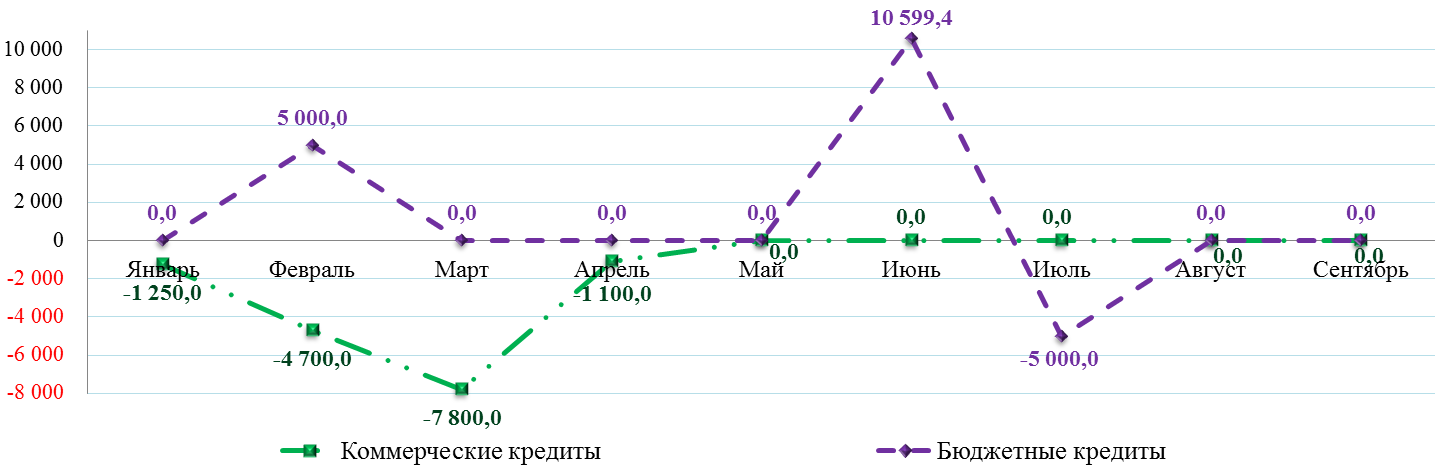 10 599,4
10 000
8 000
6 000
5 000,0
4 000
2 000
0,0 0,0 0,0 0,0 0,0 0,0 0,0 0,0
0
0,0 0,0 0,0
Январь Февраль Март Апрель Май Июнь Июль Август Сентябрь
-2 000
-1 250,0 -1 100,0
-4 000
-4 700,0 -5 000,0
-6 000
-8 000
-7 800,0
Коммерческие кредиты Бюджетные кредиты